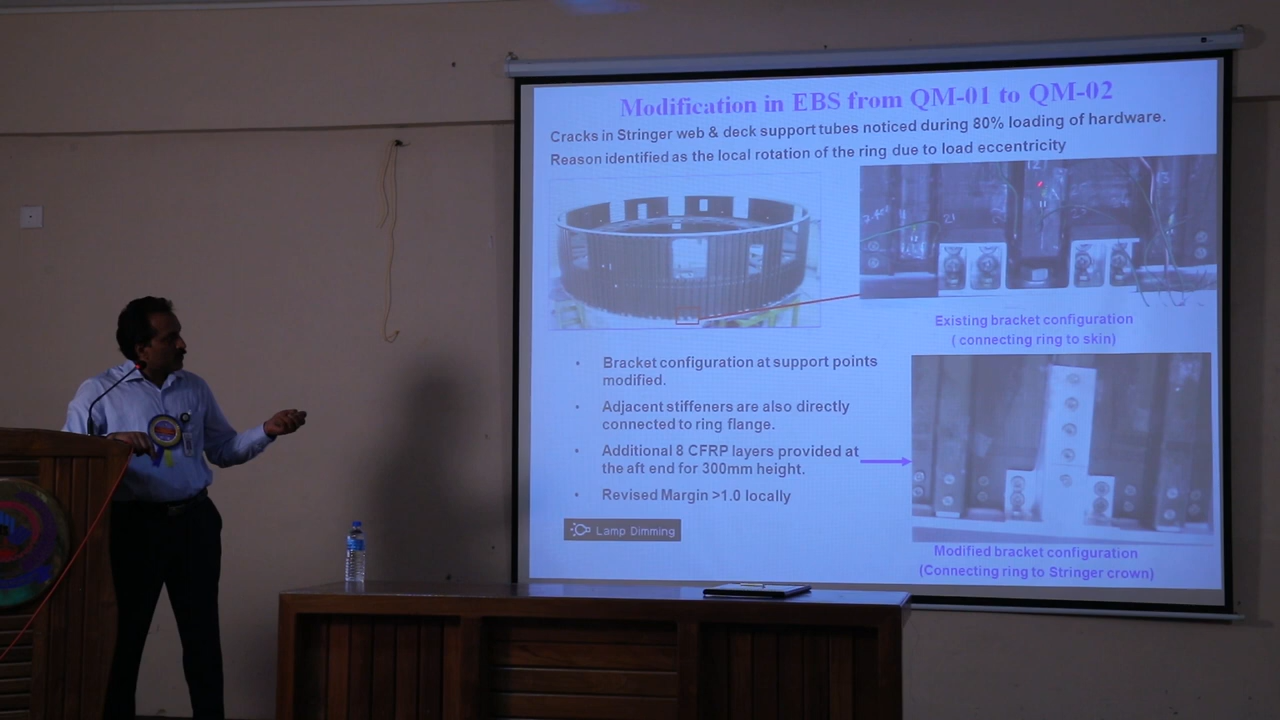 Modification in EBS from QM-01 to QM-02
Cracks in Stringer web & deck support tubes noticed during 80% loading of hardware.
Reason identified as the local rotation of the ring due to load eccentricity
21
Existing bracket configuration
( connecting ring to skin)
• Bracket configuration at support points
modified.
• Adjacent stiffeners are also directly
connected to ring flange.
• Additional 8 CFRP layers provided at
the aft end for 300mm height.
• Revised Margin >1.0 locally
Lamp Dimming
Modified bracket configuration
(Connecting ring to Stringer crown)